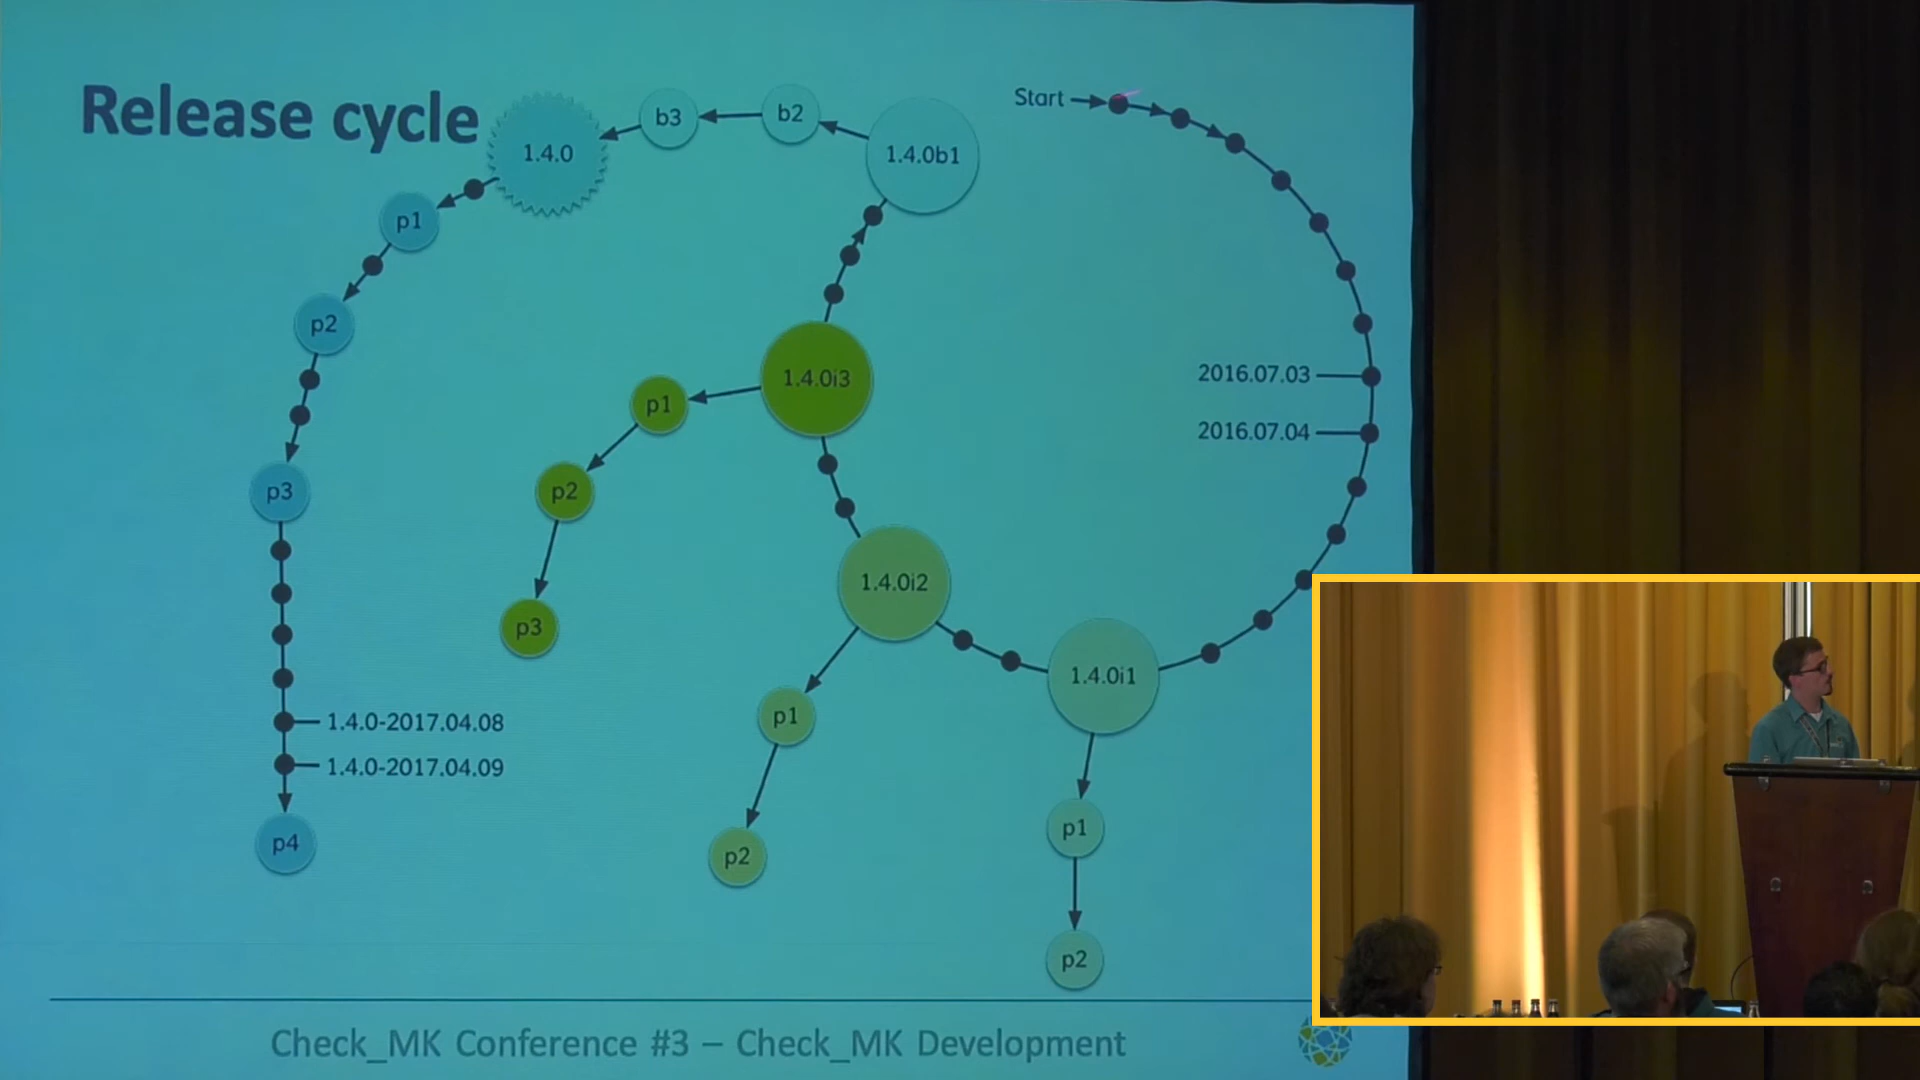 Release cycle
1.4.0
b3
b2
1.4.0b1
Start
p1
p2
p3
1.4.0-2017.04.08
1.4.0-2017.04.09
p4
1.4.0i3
p1
p2
p3
1.4.0i2
p1
p2
2016.07.03
2016.07.04
1.4.0i1
p1
p2
Check_MK Conference #3 – Check_MK Development